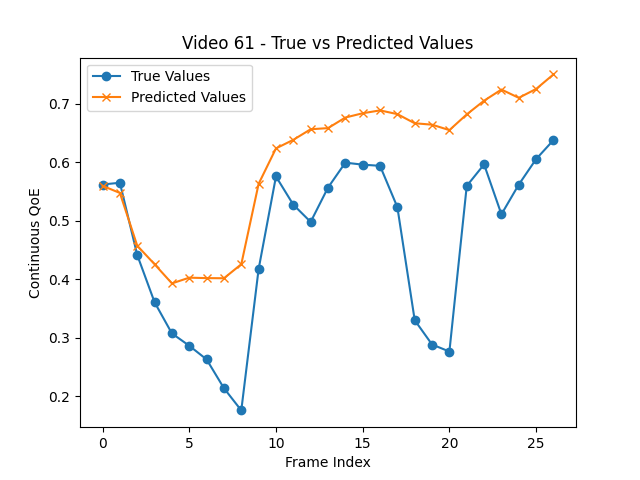 Video 61 - True vs Predicted Values
True Values
Predicted Values
Continuous QoE
0.7
0.6
0.5
0.4
0.3
0.2
0 5 10 15 20 25
Frame Index